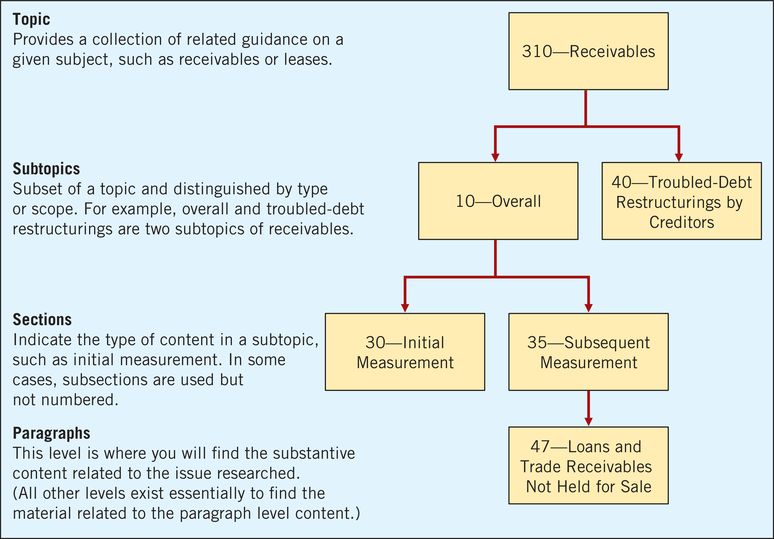 Topic
Provides a collection of related guidance on a
given subject, such as receivables or leases.
310—Receivables
Subtopics
Subset of a topic and distinguished by type
or scope. For example, overall and troubled-debt
restructurings are two subtopics of receivables.
10—Overall
40—Troubled-Debt
Restructurings by
Creditors
Sections
Indicate the type of content in a subtopic,
such as initial measurement. In some
cases, subsections are used but
not numbered.
30—Initial
Measurement
35—Subsequent
Measurement
Paragraphs
This level is where you will find the substantive
content related to the issue researched.
(All other levels exist essentially to find the
material related to the paragraph level content.)
47—Loans and
Trade Receivables
Not Held for Sale